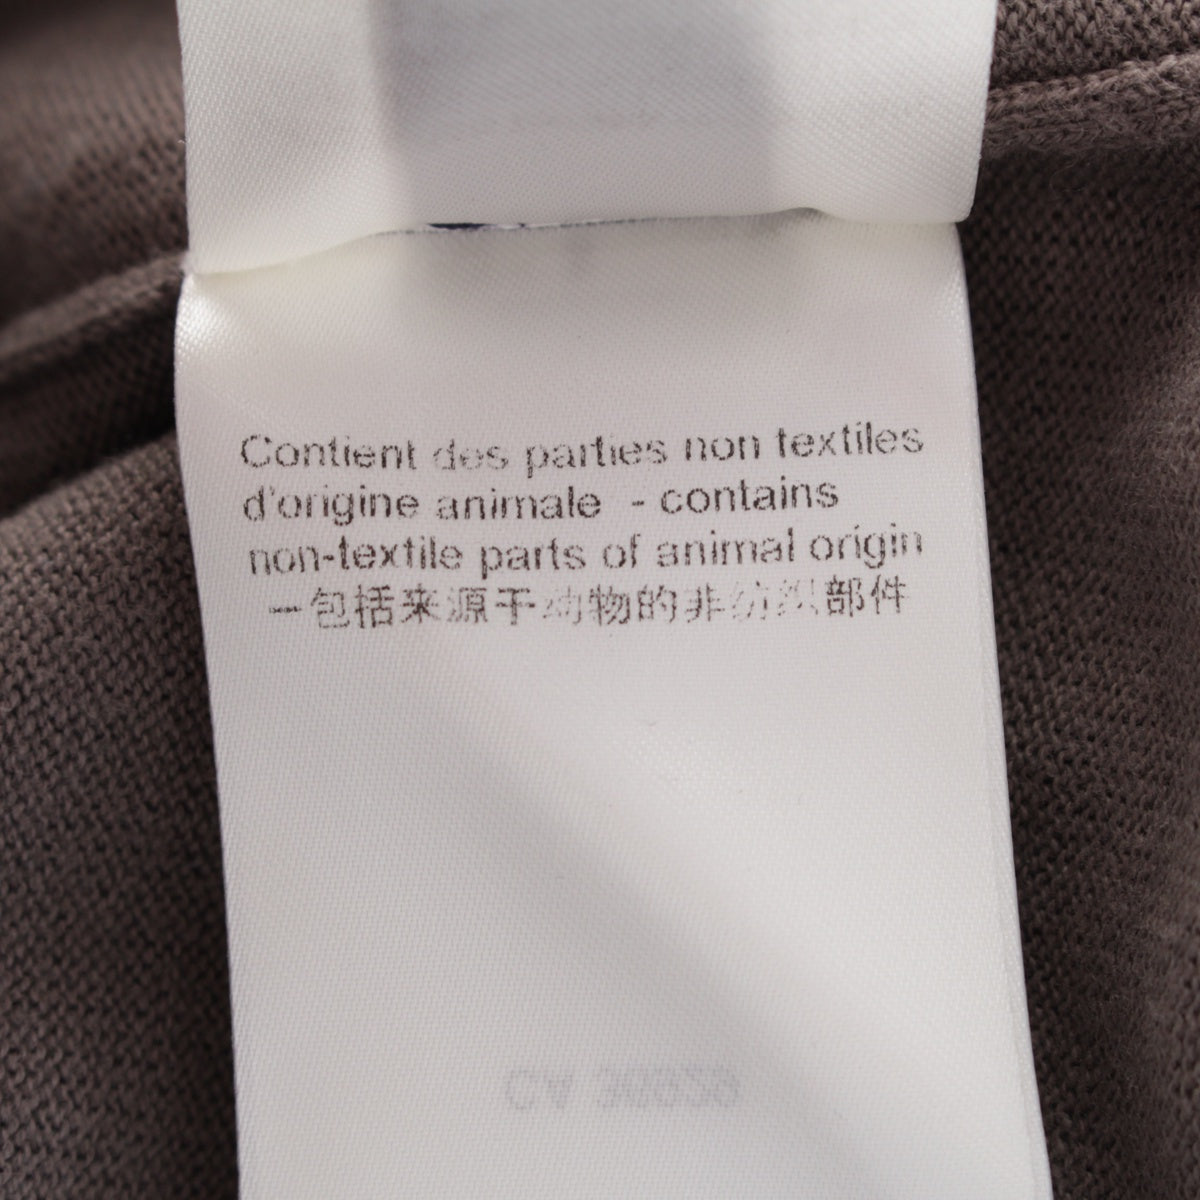 Contient des parties non textiles
d'origine animale - contains
non-textile parts of animal origin
－包括来源于动物的非纺织部件